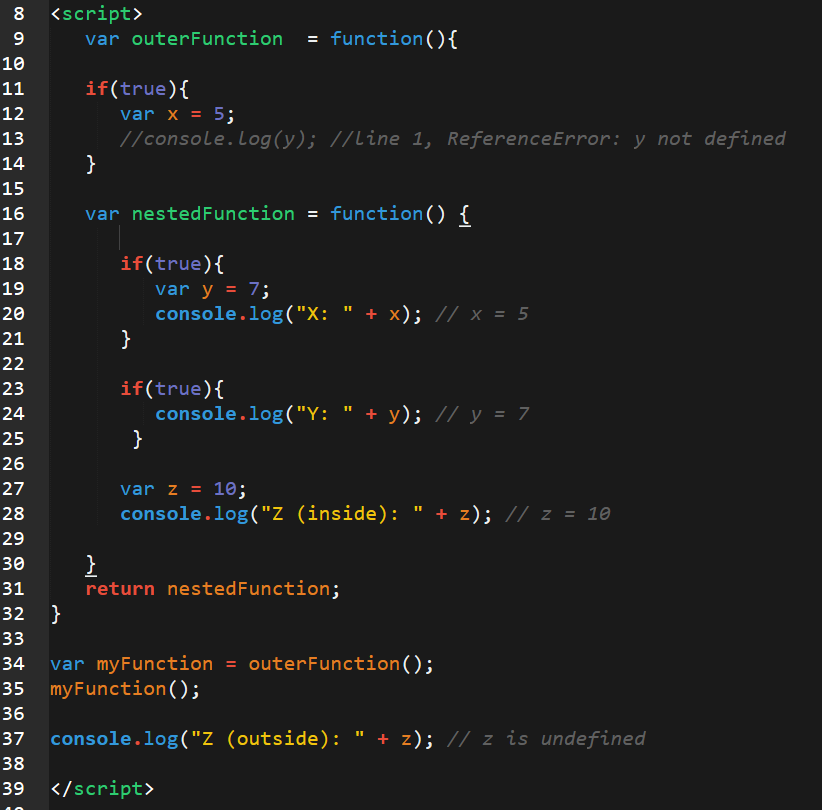 8 <script>
9 var outerFunction = function(){
10
11 if(true){
12 var x = 5;
13 //console.log(y); //line 1, ReferenceError: y not defined
14 }
15
16 var nestedFunction = function() {
17
18 if(true){
19 var y = 7;
20 console.log("X: " + x); // x = 5
21 }
22
23 if(true){
24 console.log("Y: " + y); // y = 7
25 }
26
27 var z = 10;
28 console.log("Z (inside): " + z); // z = 10
29
30 }
31 return nestedFunction;
32 }
33
34 var myFunction = outerFunction();
35 myFunction();
36
37 console.log("Z (outside): " + z); // z is undefined
38
39 </script>